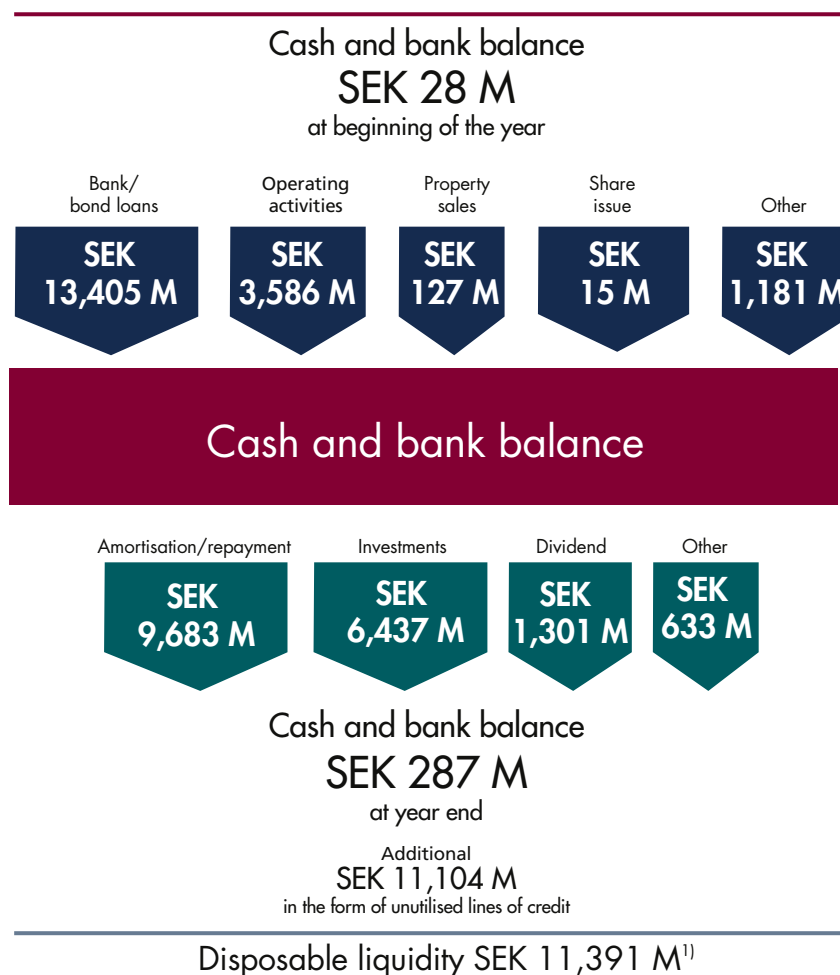 Cash and bank balance
SEK 28 M
at beginning of the year
Bank/
bond loans
SEK
13,405 M
Operating
activities
SEK
3,586 M
Property
sales
SEK
127 M
Share
issue
SEK
15 M
Other
SEK
1,181 M
Cash and bank balance
Amortisation/repayment
SEK
9,683 M
Investments
SEK
6,437 M
Dividend
SEK
1,301 M
Other
SEK
633 M
Cash and bank balance
SEK 287 M
at year end
Additional
SEK 11,104 M
in the form of unutilised lines of credit
Disposable liquidity SEK 11,391 M¹⁾